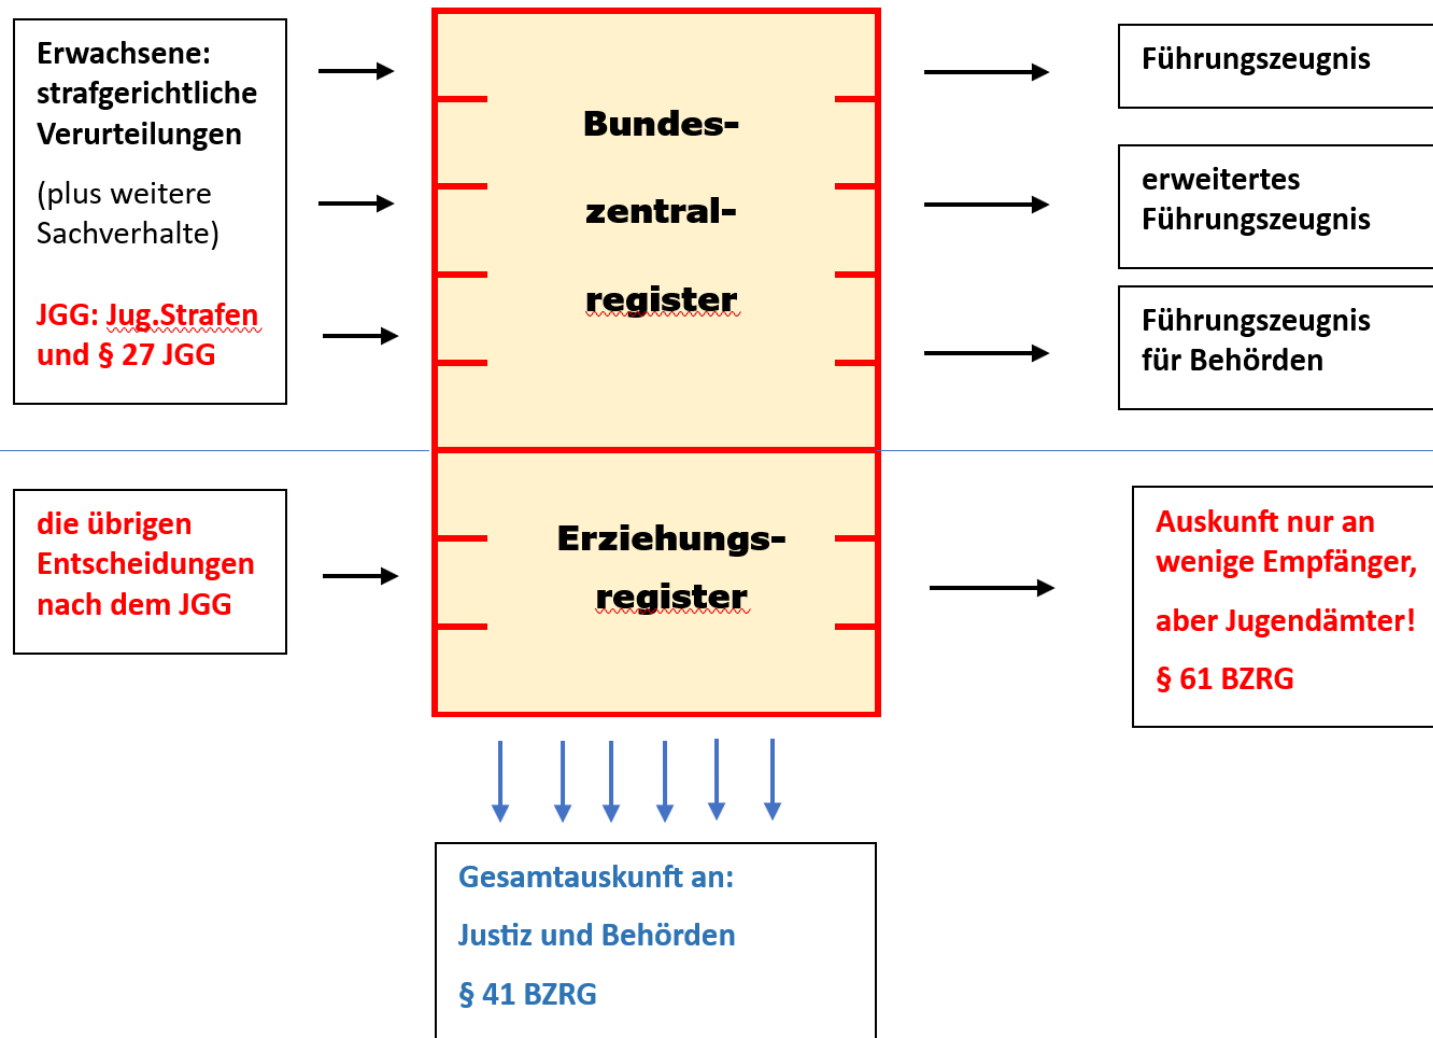 Erwachsene:
strafgerichtliche
Verurteilungen
(plus weitere
Sachverhalte)
JGG: Jug.Strafen
und § 27 JGG
Bundes-
zentral-
register
Führungszeugnis
erweitertes
Führungszeugnis
Führungszeugnis
für Behörden
die übrigen
Entscheidungen
nach dem JGG
Erziehungs-
register
Auskunft nur an
wenige Empfänger,
aber Jugendämter!
§ 61 BZRG
Gesamtauskunft an:
Justiz und Behörden
§ 41 BZRG